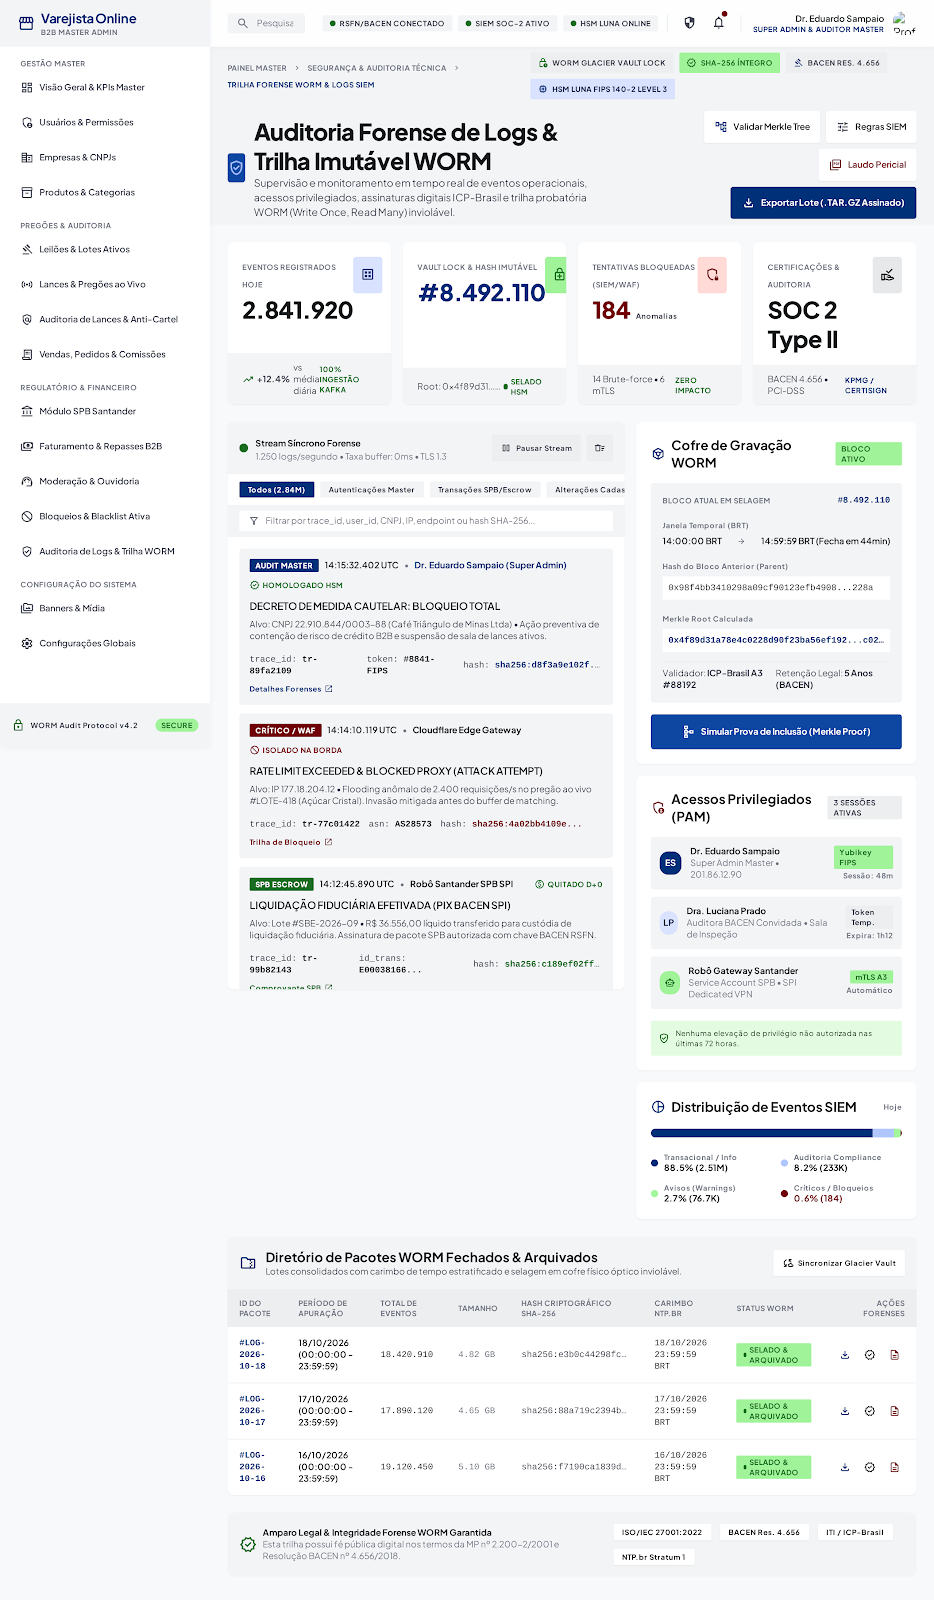 Varejista Online
B2B MASTER ADMIN
Pesquisa
RSFN/BACEN CONECTADO
SIEM SOC-2 ATIVO
HSM LUNA ONLINE
Dr. Eduardo Sampaio
SUPER ADMIN & AUDITOR MASTER
GESTÃO MASTER
Visão Geral & KPIs Master
Usuários & Permissões
Empresas & CNPJs
Produtos & Categorias
PREGÕES & AUDITORIA
Leilões & Lotes Ativos
Lances & Pregões ao Vivo
Auditoria de Lances & Anti-Cartel
Vendas, Pedidos & Comissões
REGULATÓRIO & FINANCEIRO
Módulo SPB Santander
Faturamento & Repasses B2B
Moderação & Ouvidoria
Bloqueios & Blacklist Ativa
Auditoria de Logs & Trilha WORM
CONFIGURAÇÃO DO SISTEMA
Banners & Mídia
Configurações Globais
WORM Audit Protocol v4.2
SECURE
PAINEL MASTER > SEGURANÇA & AUDITORIA TÉCNICA >
TRILHA FORENSE WORM & LOGS SIEM
WORM GLACIER VAULT LOCK
SHA-256 ÍNTEGRO
BACEN RES. 4.656
HSM LUNA FIPS 140-2 LEVEL 3
Auditoria Forense de Logs &
Trilha Imutável WORM
Supervisão e monitoramento em tempo real de eventos operacionais,
acessos privilegiados, assinaturas digitais ICP-Brasil e trilha probatória
WORM (Write Once, Read Many) inviolável.
Validar Merkle Tree
Regras SIEM
Laudo Pericial
Exportar Lote (.TAR.GZ Assinado)
EVENTOS REGISTRADOS
HOJE
2.841.920
+12.4%
vs
média
diária
100%
INGESTÃO
KAFKA
VAULT LOCK & HASH IMUTÁVEL
#8.492.110
Root: 0x4f89d31......
SELADO
HSM
TENTATIVAS BLOQUEADAS
(SIEM/WAF)
184 Anomalias
14 Brute-force • 6
mTLS
ZERO
IMPACTO
CERTIFICAÇÕES &
AUDITORIA
SOC 2
Type II
BACEN 4.656 •
PCI-DSS
KPMG /
CERTISIGN
Stream Síncrono Forense
1.250 logs/segundo • Taxa buffer: 0ms • TLS 1.3
Pausar Stream
Todos (2.84M)
Autenticações Master
Transações SPB/Escrow
Alterações Cadas
Filtrar por trace_id, user_id, CNPJ, IP, endpoint ou hash SHA-256...
AUDIT MASTER 14:15:32.402 UTC • Dr. Eduardo Sampaio (Super Admin)
HOMOLOGADO HSM
DECRETO DE MEDIDA CAUTELAR: BLOQUEIO TOTAL
Alvo: CNPJ 22.910.844/0003-88 (Café Triângulo de Minas Ltda) • Ação preventiva de
contenção de risco de crédito B2B e suspensão de sala de lances ativos.
trace_id: tr-
89fa2109
token: #8841-
FIPS
hash: sha256:d8f3a9e102f...
Detalhes Forenses
CRÍTICO / WAF 14:14:10.119 UTC • Cloudflare Edge Gateway
ISOLADO NA BORDA
RATE LIMIT EXCEEDED & BLOCKED PROXY (ATTACK ATTEMPT)
Alvo: IP 177.18.204.12 • Flooding anômalo de 2.400 requisições/s no pregão ao vivo
#LOTE-418 (Açúcar Cristal). Invasão mitigada antes do buffer de matching.
trace_id: tr-77c01422 asn: AS28573 hash: sha256:4a02bb4109e...
Trilha de Bloqueio
SPB ESCROW 14:12:45.890 UTC • Robô Santander SPB SPI
QUITADO D+0
LIQUIDAÇÃO FIDUCIÁRIA EFETIVADA (PIX BACEN SPI)
Alvo: Lote #SBE-2026-09 • R$ 36.556,00 líquido transferido para custódia de
liquidação fiduciária. Assinatura de pacote SPB autorizada com chave BACEN RSFN.
trace_id: tr-
99b82143
id_trans:
E00038166...
hash: sha256:c189ef02ff…
Comprovante SPB
Cofre de Gravação
WORM
BLOCO
ATIVO
BLOCO ATUAL EM SELAGEM
#8.492.110
Janela Temporal (BRT)
14:00:00 BRT → 14:59:59 BRT (Fecha em 44min)
Hash do Bloco Anterior (Parent)
0x98f4bb3410298a09cf90123efb4908...228a
Merkle Root Calculada
0x4f89d31a78e4c0228d90f23ba56ef192...c02…
Validador: ICP-Brasil A3
#88192
Retenção Legal: 5 Anos
(BACEN)
Simular Prova de Inclusão (Merkle Proof)
Acessos Privilegiados
(PAM)
3 SESSÕES
ATIVAS
ES
Dr. Eduardo Sampaio
Super Admin Master •
201.86.12.90
Yubikey
FIPS
Sessão: 48m
LP
Dra. Luciana Prado
Auditora BACEN Convidada • Sala
de Inspeção
Token
Temp.
Expira: 1h12
Robô Gateway Santander
Service Account SPB • SPI
Dedicated VPN
mTLS A3
Automático
Nenhuma elevação de privilégio não autorizada nas
últimas 72 horas.
Distribuição de Eventos SIEM
Hoje
Transacional / Info
88.5% (2.51M)
Auditoria Compliance
8.2% (233K)
Avisos (Warnings)
2.7% (76.7K)
Críticos / Bloqueios
0.6% (184)
Diretório de Pacotes WORM Fechados & Arquivados
Lotes consolidados com carimbo de tempo estratificado e selagem em cofre físico óptico inviolável.
Sincronizar Glacier Vault
ID DO
PACOTE
PERÍODO DE
APURAÇÃO
TOTAL DE
EVENTOS
TAMANHO
HASH CRIPTOGRÁFICO
SHA-256
CARIMBO
NTP.BR
STATUS WORM
AÇÕES
FORENSES
#LOG-
2026-
10-18
18/10/2026
(00:00:00 -
23:59:59)
18.420.910
4.82 GB
sha256:e3b0c44298fc…
18/10/2026
23:59:59
BRT
SELADO &
ARQUIVADO
#LOG-
2026-
10-17
17/10/2026
(00:00:00 -
23:59:59)
17.890.120
4.65 GB
sha256:88a719c2394b…
17/10/2026
23:59:59
BRT
SELADO &
ARQUIVADO
#LOG-
2026-
10-16
16/10/2026
(00:00:00 -
23:59:59)
19.120.450
5.10 GB
sha256:f7190ca1839d…
16/10/2026
23:59:59
BRT
SELADO &
ARQUIVADO
Amparo Legal & Integridade Forense WORM Garantida
Esta trilha possui fé pública digital nos termos da MP nº 2.200-2/2001 e
Resolução BACEN nº 4.656/2018.
ISO/IEC 27001:2022
BACEN Res. 4.656
ITI / ICP-Brasil
NTP.br Stratum 1